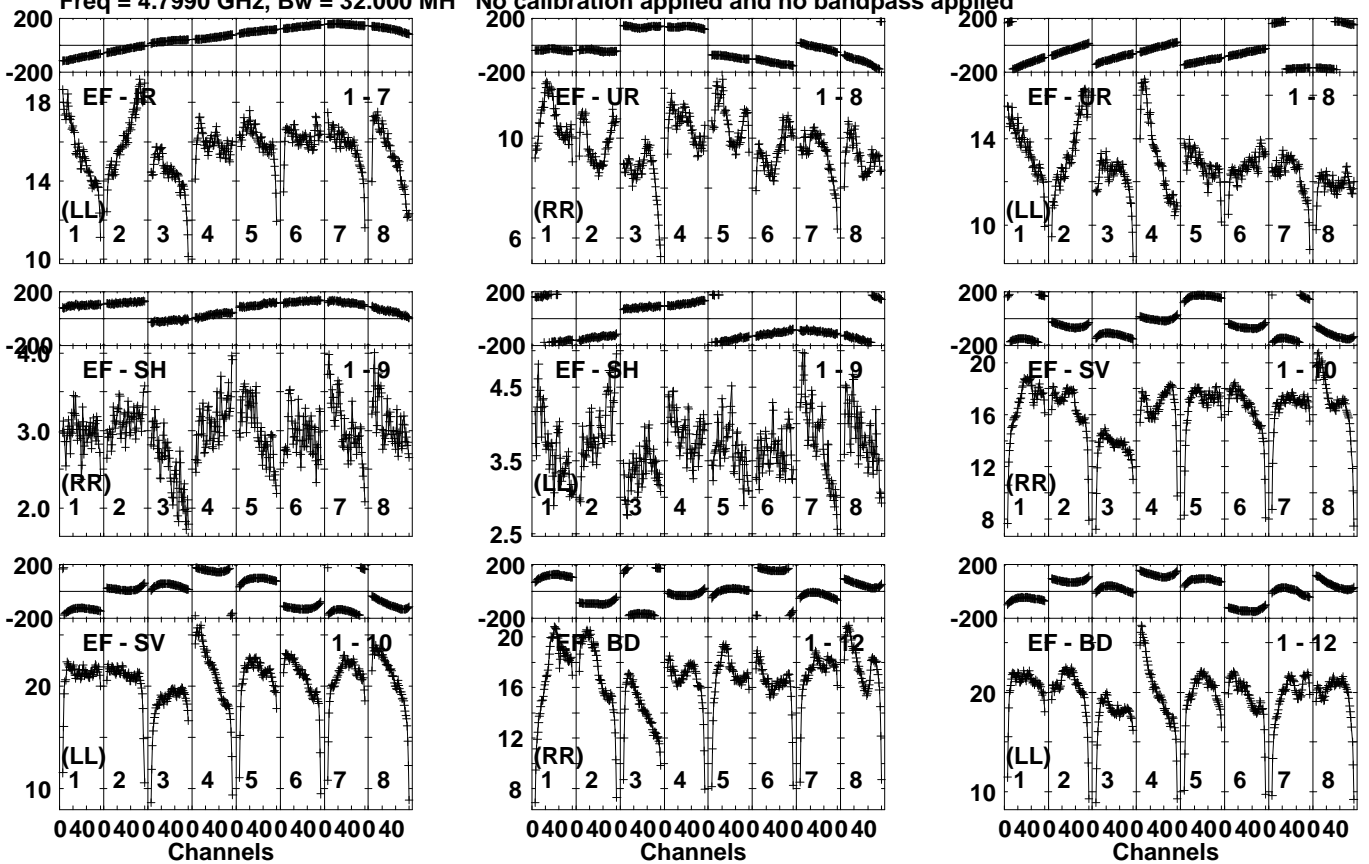 Freq = 4.7990 GHz, Bw = 32.000 MH No calibration applied and no bandpass applied
200 200 200
-200 -200 -200
EF - IR 1 - 7 EF - UR 1 - 8 EF - UR 1 - 8
18 10 14
14 6 10
10
(LL) (RR) (LL)
1 2 3 4 5 6 7 8 1 2 3 4 5 6 7 8 1 2 3 4 5 6 7 8
200 200 200
-200 -200 -200
EF - SH 1 - 9 EF - SH 1 - 9 EF - SV 1 - 10
4.0 4.5 20
3.0 3.5 16
2.0 2.5 12
8
(RR) (LL) (RR)
1 2 3 4 5 6 7 8 1 2 3 4 5 6 7 8 1 2 3 4 5 6 7 8
200 200 200
-200 -200 -200
EF - SV 1 - 10 EF - BD 1 - 12 EF - BD 1 - 12
20 20 20
10 16 10
12
8
(LL) (RR) (LL)
1 2 3 4 5 6 7 8 1 2 3 4 5 6 7 8 1 2 3 4 5 6 7 8
0 40 0 40 0 40 0 40 0 40 0 40 0 40 0 40 0 40 0 40 0 40 0 40 0 40 0 40 0 40 0 40 0 40 0 40 0 40 0 40 0 40 0 40 0 40 0 40
Channels Channels Channels